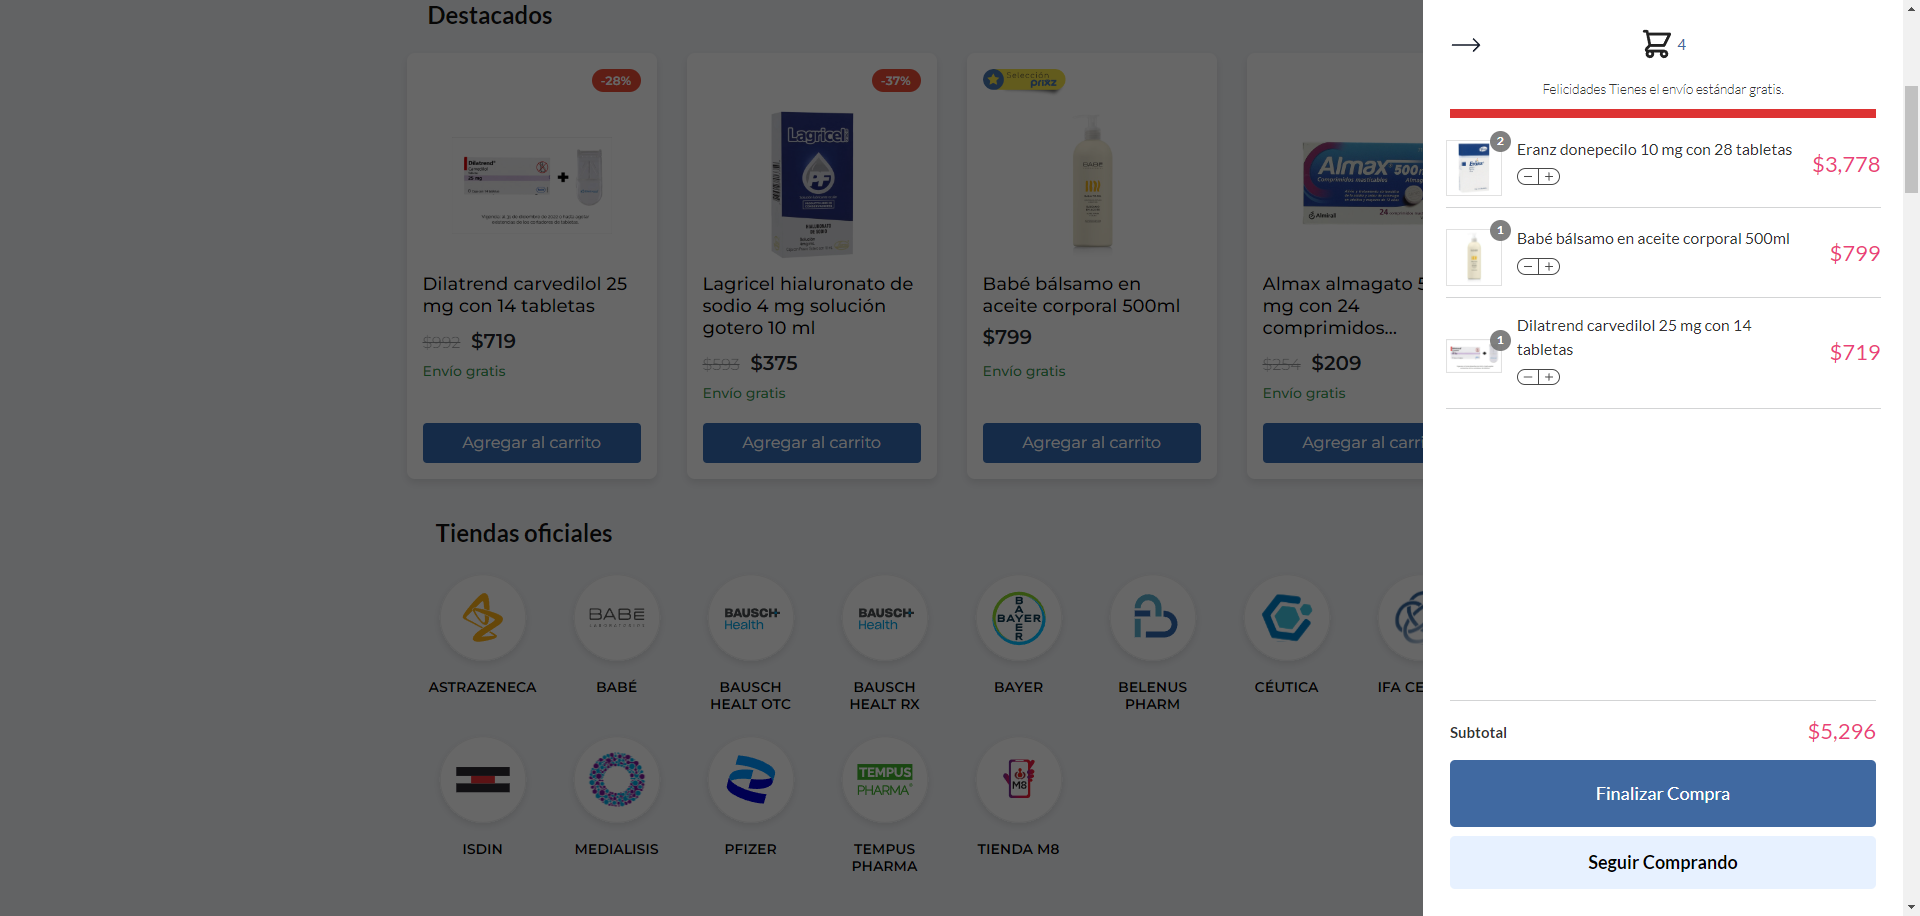 Destacados
-28%
-37%
Selección
prixz
Dilatrend carvedilol 25
mg con 14 tabletas
$992 $719
Envío gratis
Agregar al carrito
Lagricel
PF
Lagricel hialuronato de
sodio 4 mg solución
gotero 10 ml
$593 $375
Envío gratis
Agregar al carrito
Babé bálsamo en
aceite corporal 500ml
$799
Envío gratis
Agregar al carrito
Almax 500
Almirall
24
Almax almagato 5
mg con 24
comprimidos...
$254 $209
Envío gratis
Agregar al carri
Tiendas oficiales
BABÉ
LABORATORIOS
BAUSCH+
Health
BAUSCH+
Health
BAYER
BAYER
ASTRAZENECA
BABÉ
BAUSCH
HEALT OTC
BAUSCH
HEALT RX
BAYER
BELENUS
PHARM
CÉUTICA
IFA CE
TEMPUS
PHARMA
M8
ISDIN
MEDIALISIS
PFIZER
TEMPUS
PHARMA
TIENDA M8
4
Felicidades Tienes el envío estándar gratis.
2
Eranz donepecilo 10 mg con 28 tabletas
− +
$3,778
1
Babé bálsamo en aceite corporal 500ml
− +
$799
1
Dilatrend carvedilol 25 mg con 14
tabletas
− +
$719
Subtotal
$5,296
Finalizar Compra
Seguir Comprando